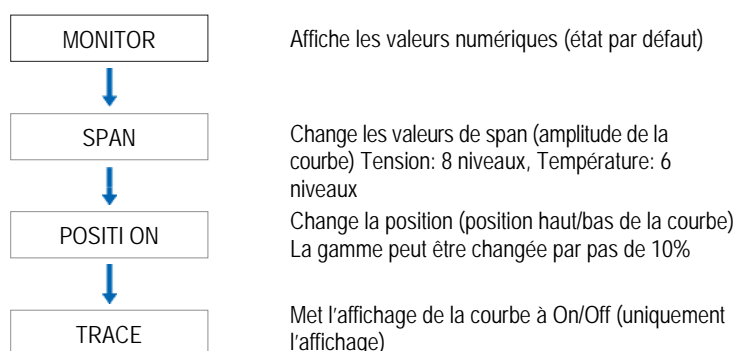 MONITOR
Affiche les valeurs numériques (état par défaut)
SPAN
Change les valeurs de span (amplitude de la
courbe) Tension: 8 niveaux, Température: 6
niveaux
POSITI ON
Change la position (position haut/bas de la courbe)
La gamme peut être changée par pas de 10%
TRACE
Met l'affichage de la courbe à On/Off (uniquement
l'affichage)